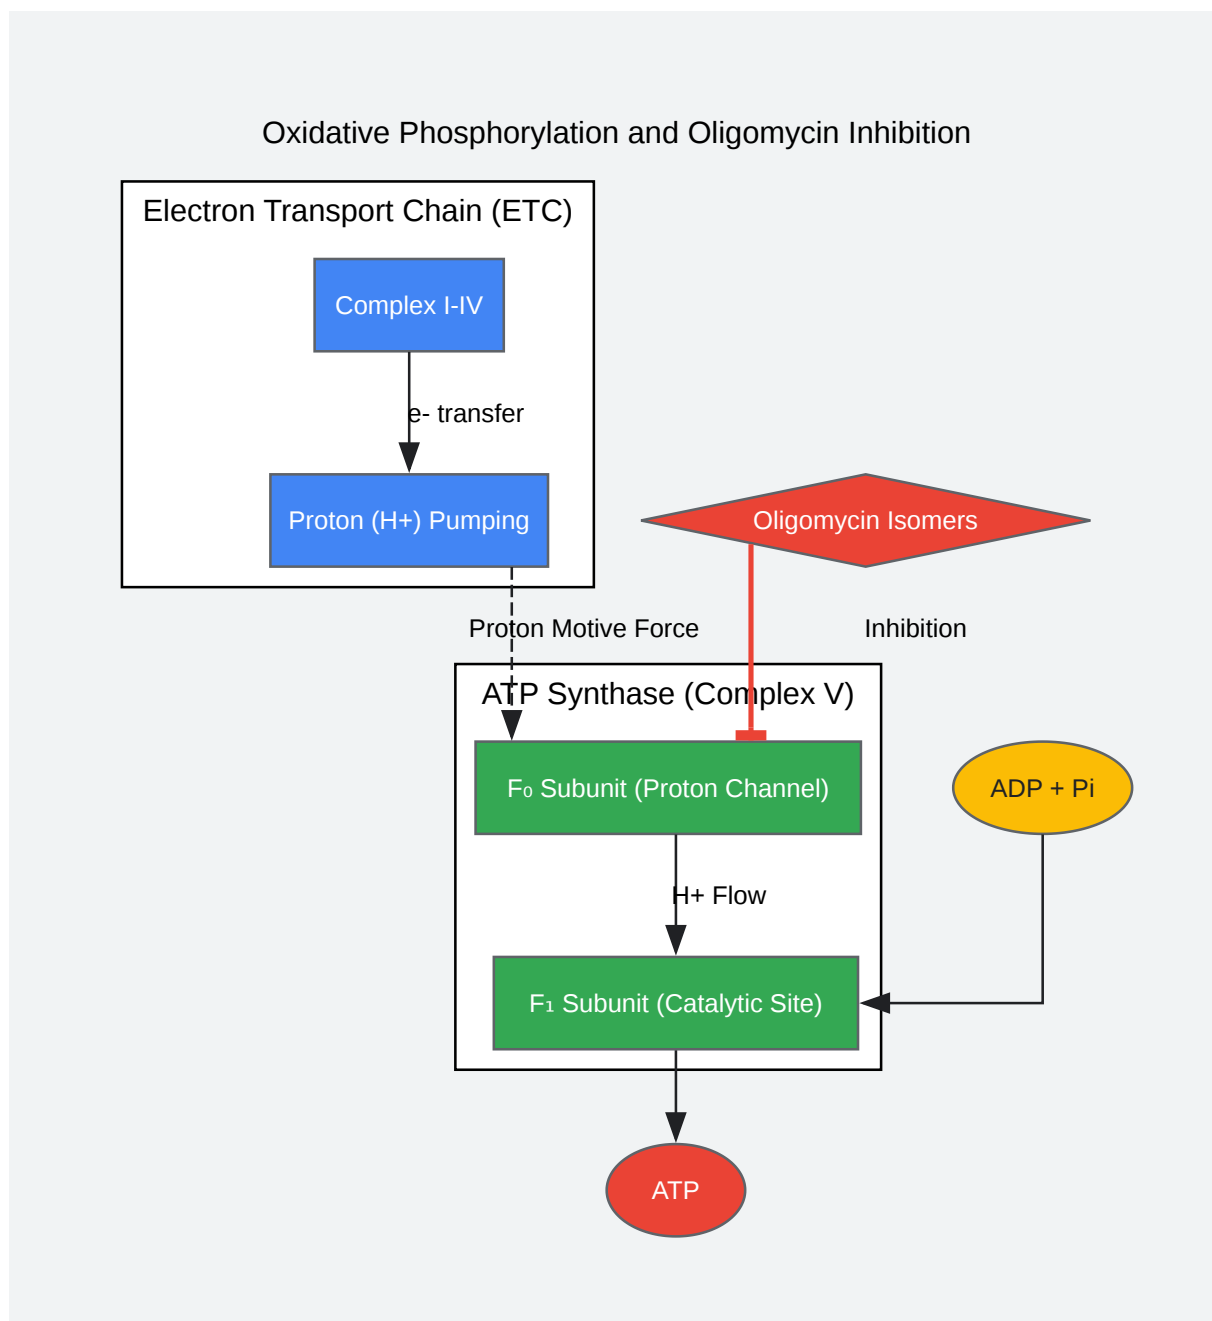 Oxidative Phosphorylation and Oligomycin Inhibition
Electron Transport Chain (ETC)
Complex I-IV
e- transfer
Proton (H+) Pumping
Oligomycin Isomers
Proton Motive Force
Inhibition
ATP Synthase (Complex V)
F₀ Subunit (Proton Channel)
ADP + Pi
H+ Flow
F₁ Subunit (Catalytic Site)
ATP